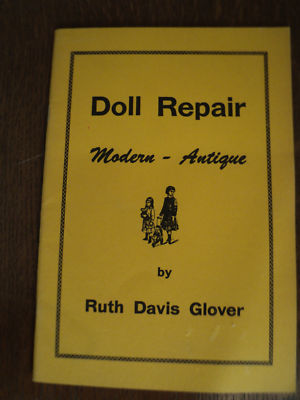 Doll Repair
Modern - Antique
by
Ruth Davis Glover